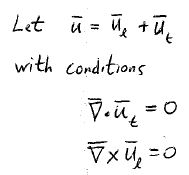 Let ū = ū_ℓ + ū_t
with conditions
∇̄ • ū_t = 0
∇̄ × ū_ℓ = 0